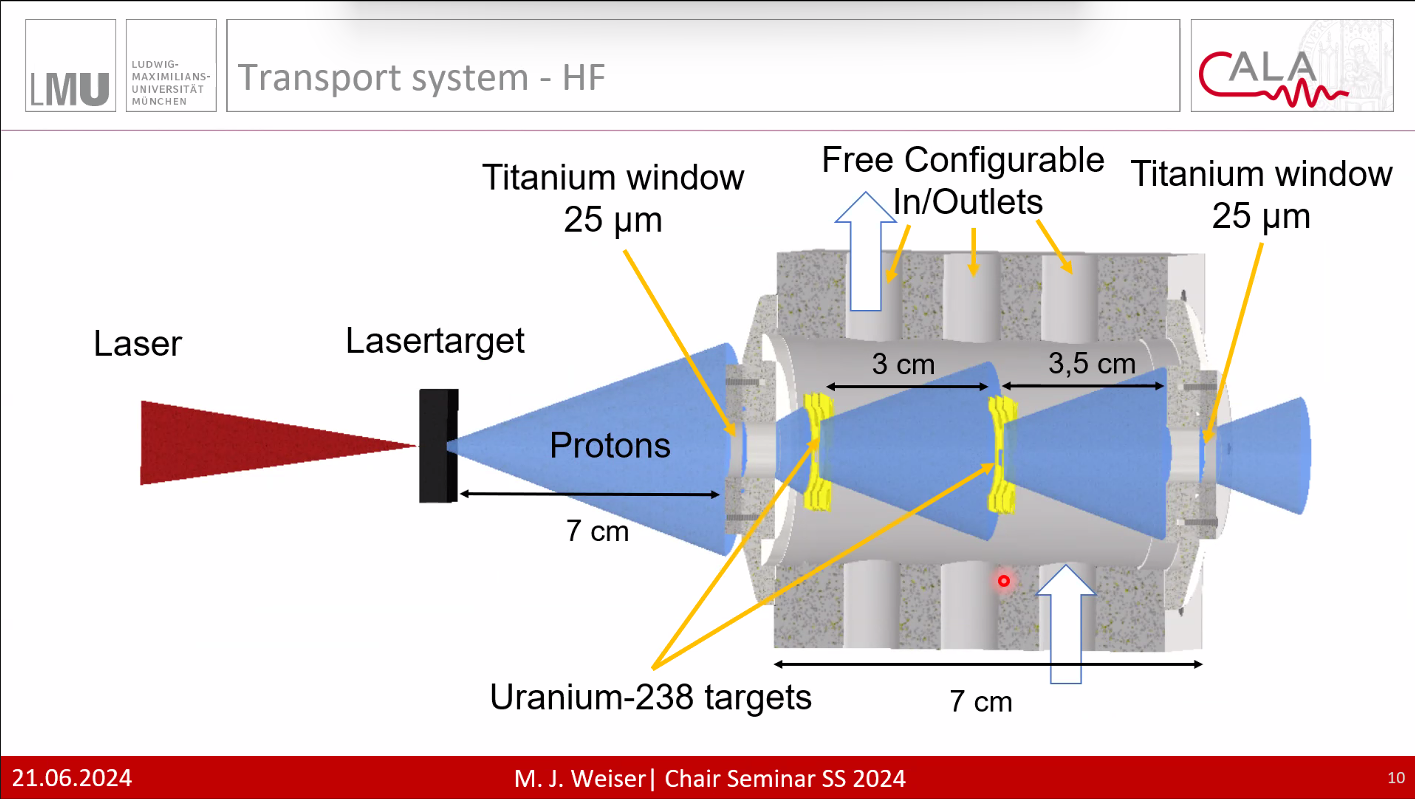 LMU
LUDWIG-
MAXIMILIANS-
UNIVERSITÄT
MÜNCHEN
Transport system - HF
CALA
Titanium window
25 µm
Free Configurable
In/Outlets
Titanium window
25 µm
Laser
Lasertarget
3 cm
3,5 cm
Protons
7 cm
Uranium-238 targets
7 cm
21.06.2024
M. J. Weiser| Chair Seminar SS 2024
10